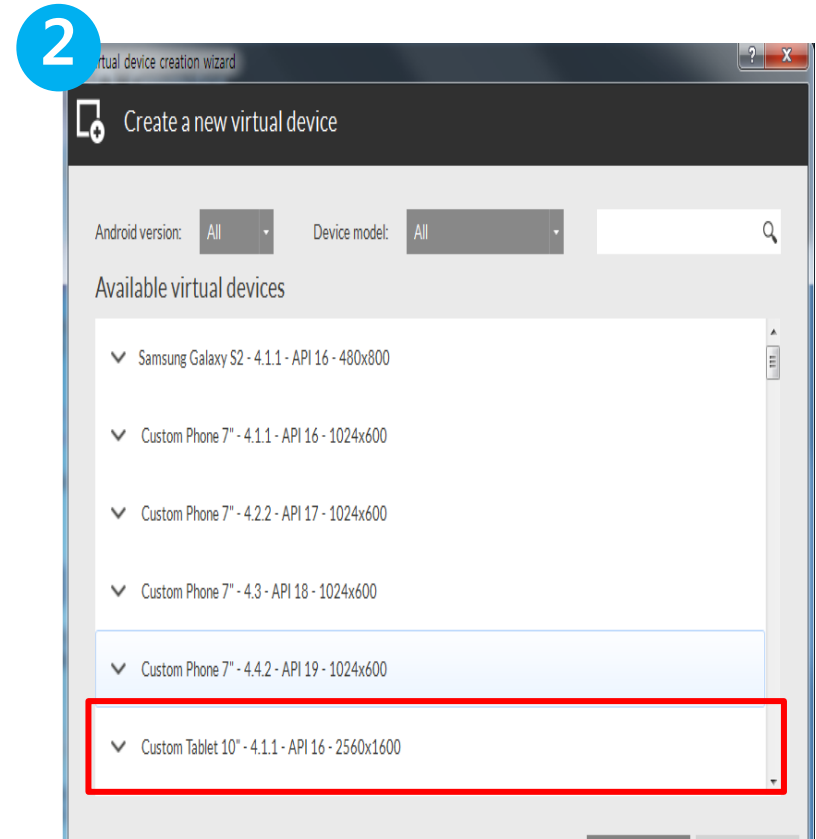 2
rtual device creation wizard
? X
Create a new virtual device
Android version: All Device model: All
Available virtual devices
Samsung Galaxy S2 - 4.1.1 - API 16 - 480x800
Custom Phone 7" - 4.1.1 - API 16 - 1024x600
Custom Phone 7" - 4.2.2 - API 17 - 1024x600
Custom Phone 7" - 4.3 - API 18 - 1024x600
Custom Phone 7" - 4.4.2 - API 19 - 1024x600
Custom Tablet 10" - 4.1.1 - API 16 - 2560x1600